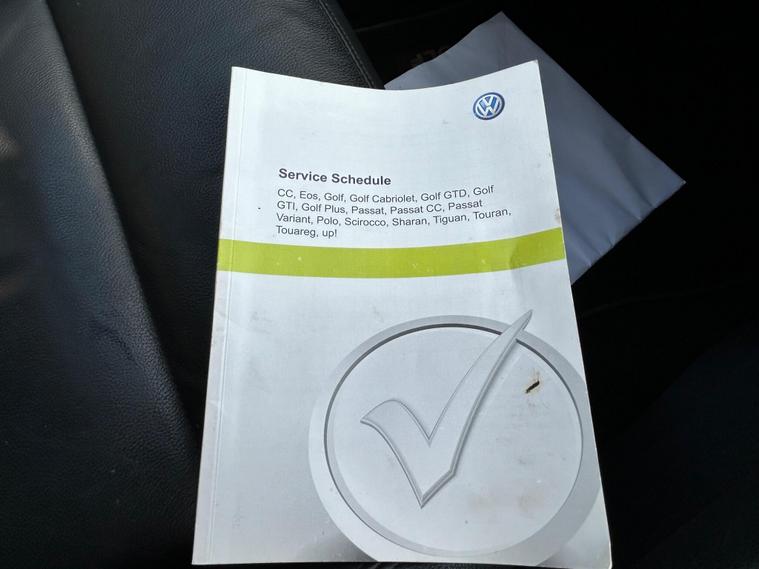 Service Schedule
CC, Eos, Golf, Golf Cabriolet, Golf GTD, Golf
GTI, Golf Plus, Passat, Passat CC, Passat
Variant, Polo, Scirocco, Sharan, Tiguan, Touran,
Touareg, up!